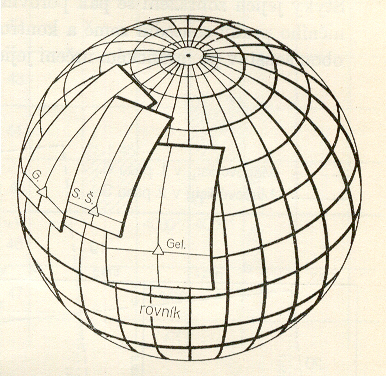 G.
S. Š.
Gel.
rovník